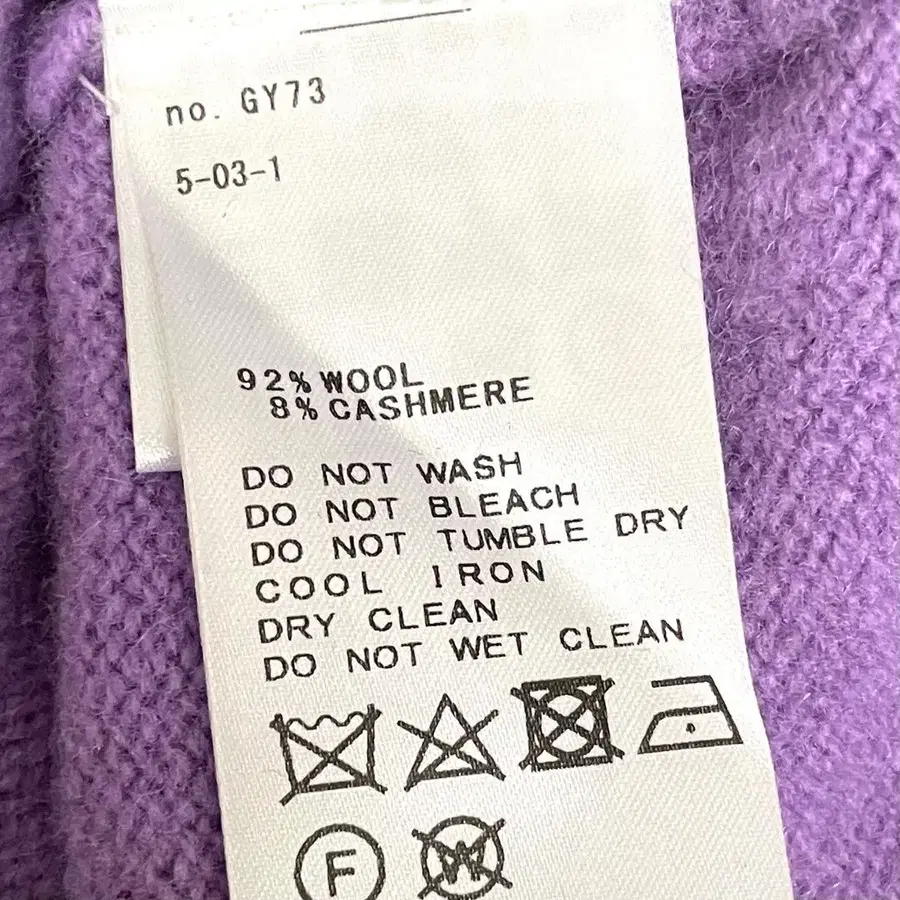 no. GY73
5-03-1
92% WOOL
8% CASHMERE
DO NOT WASH
DO NOT BLEACH
DO NOT TUMBLE DRY
COOL IRON
DRY CLEAN
DO NOT WET CLEAN
F W